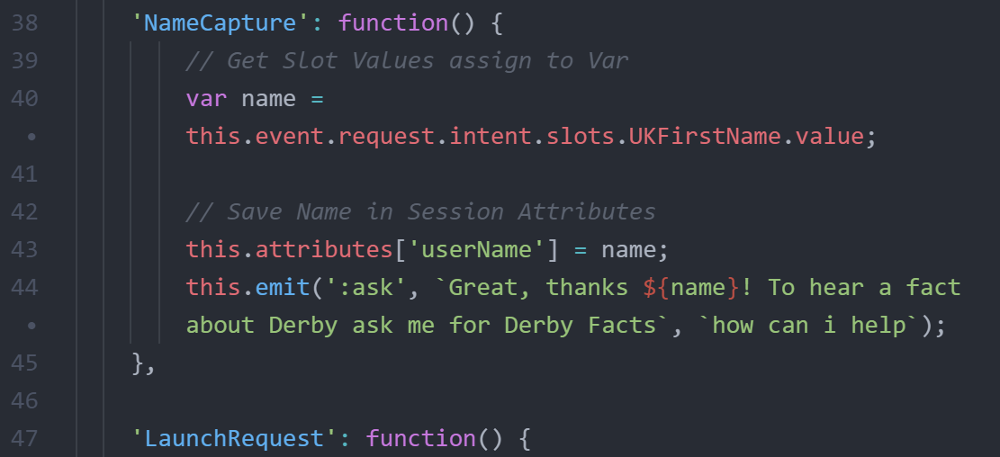 38 'NameCapture': function() {
39 // Get Slot Values assign to Var
40 var name =
• this.event.request.intent.slots.UKFirstName.value;
41
42 // Save Name in Session Attributes
43 this.attributes['userName'] = name;
44 this.emit(':ask', `Great, thanks ${name}! To hear a fact
• about Derby ask me for Derby Facts`, `how can i help`);
45 },
46
47 'LaunchRequest': function() {